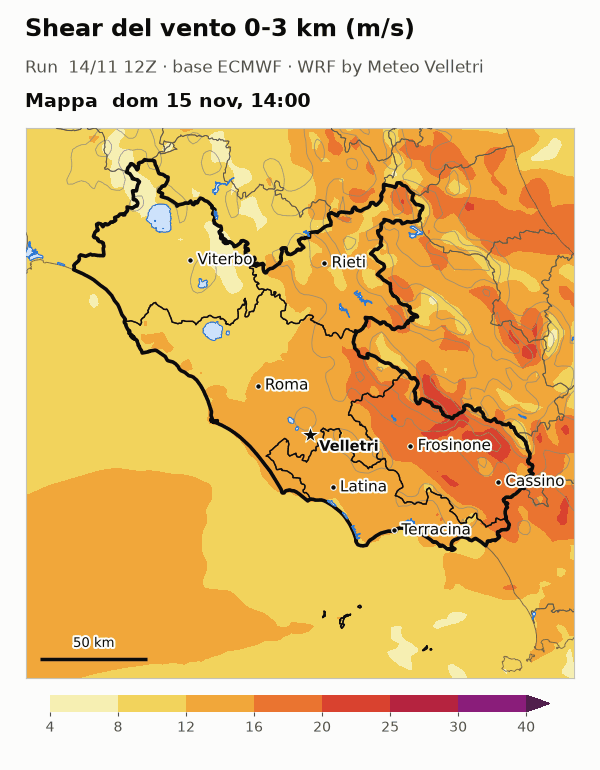 Shear del vento 0-3 km (m/s)
Run  14/11 12Z · base ECMWF · WRF by Meteo Velletri
Mappa  dom 15 nov, 14:00
Viterbo
Rieti
Roma
Velletri
Frosinone
Latina
Cassino
Terracina
50 km
4 8 12 16 20 25 30 40